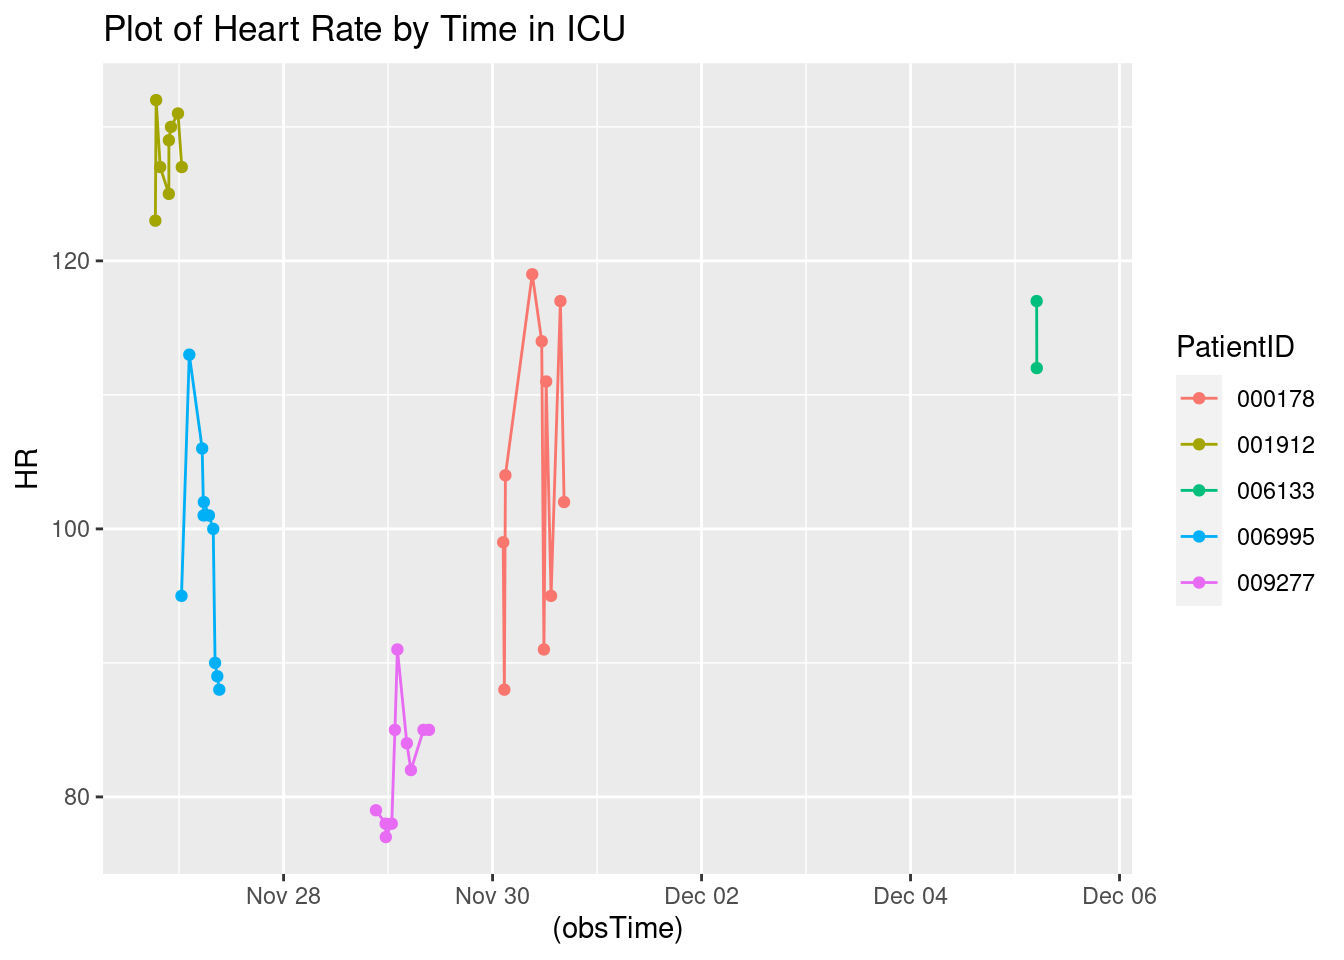 Plot of Heart Rate by Time in ICU
HR
120
100
80
Nov 28
Nov 30
Dec 02
Dec 04
Dec 06
(obsTime)
PatientID
000178
001912
006133
006995
009277